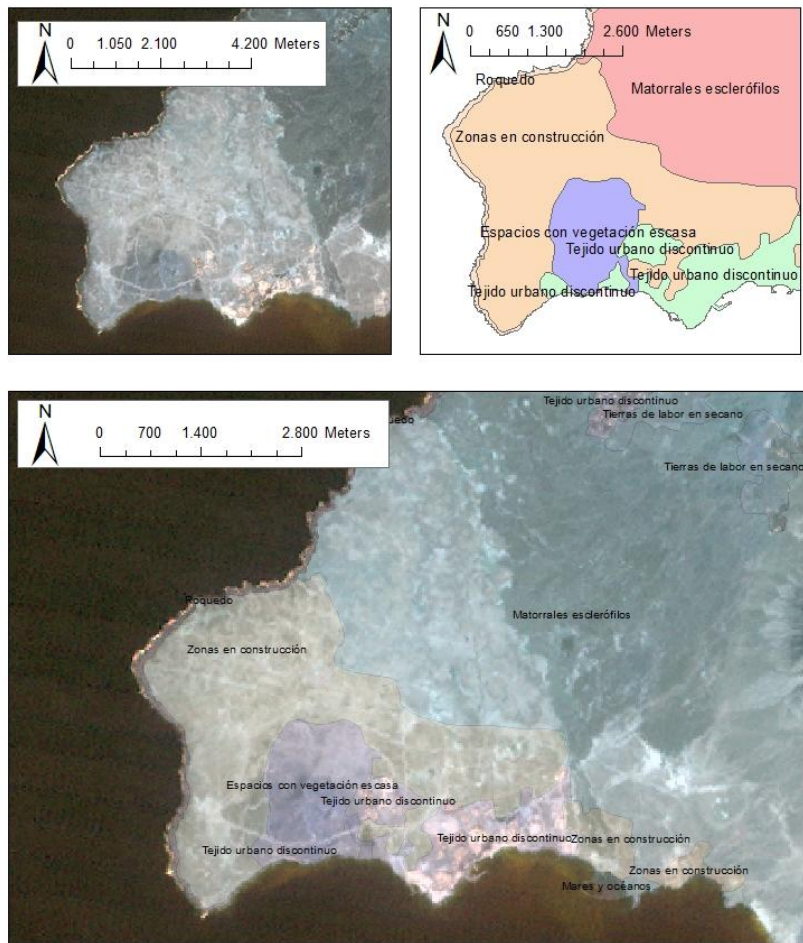 N
0 1.050 2.100 4.200 Meters
N
0 650 1.300 2.600 Meters
Roquedo
Matorrales esclerófilos
Zonas en construcción
Espacios con vegetación escasa
Tejido urbano discontinuo
Tejido urbano discontinuo
Tejido urbano discontinuo
N
0 700 1.400 2.800 Meters
Tejido urbano discontinuo
Tierras de labor en secano
uedo
Tierras de labor en secano
Roquedo
Matorrales esclerófilos
Zonas en construcción
Espacios con vegetación escasa
Tejido urbano discontinuo
Tejido urbano discontinuo
Zonas en construcción
Tejido urbano discontinuo
Zonas en construcción
Mares y océanos